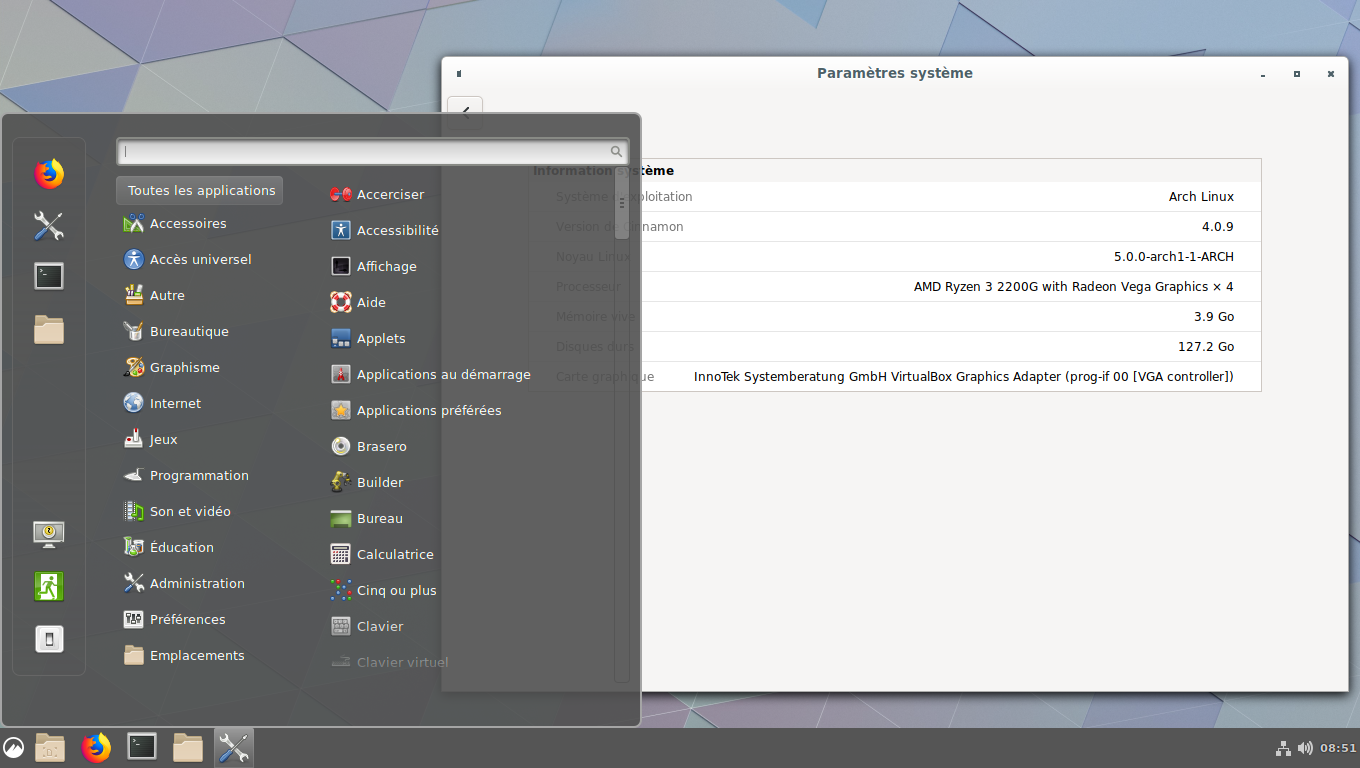 Paramètres système
Information système
Système d'exploitation
Arch Linux
Version de Cinnamon
4.0.9
Noyau Linux
5.0.0-arch1-1-ARCH
Processeur
AMD Ryzen 3 2200G with Radeon Vega Graphics × 4
Mémoire vive
3.9 Go
Disques durs
127.2 Go
Carte graphique
InnoTek Systemberatung GmbH VirtualBox Graphics Adapter (prog-if 00 [VGA controller])
Toutes les applications
Accessoires
Accès universel
Autre
Bureautique
Graphisme
Internet
Jeux
Programmation
Son et vidéo
Éducation
Administration
Préférences
Emplacements
Accerciser
Accessibilité
Affichage
Aide
Applets
Applications au démarrage
Applications préférées
Brasero
Builder
Bureau
Calculatrice
Cinq ou plus
Clavier
Clavier virtuel
08:51